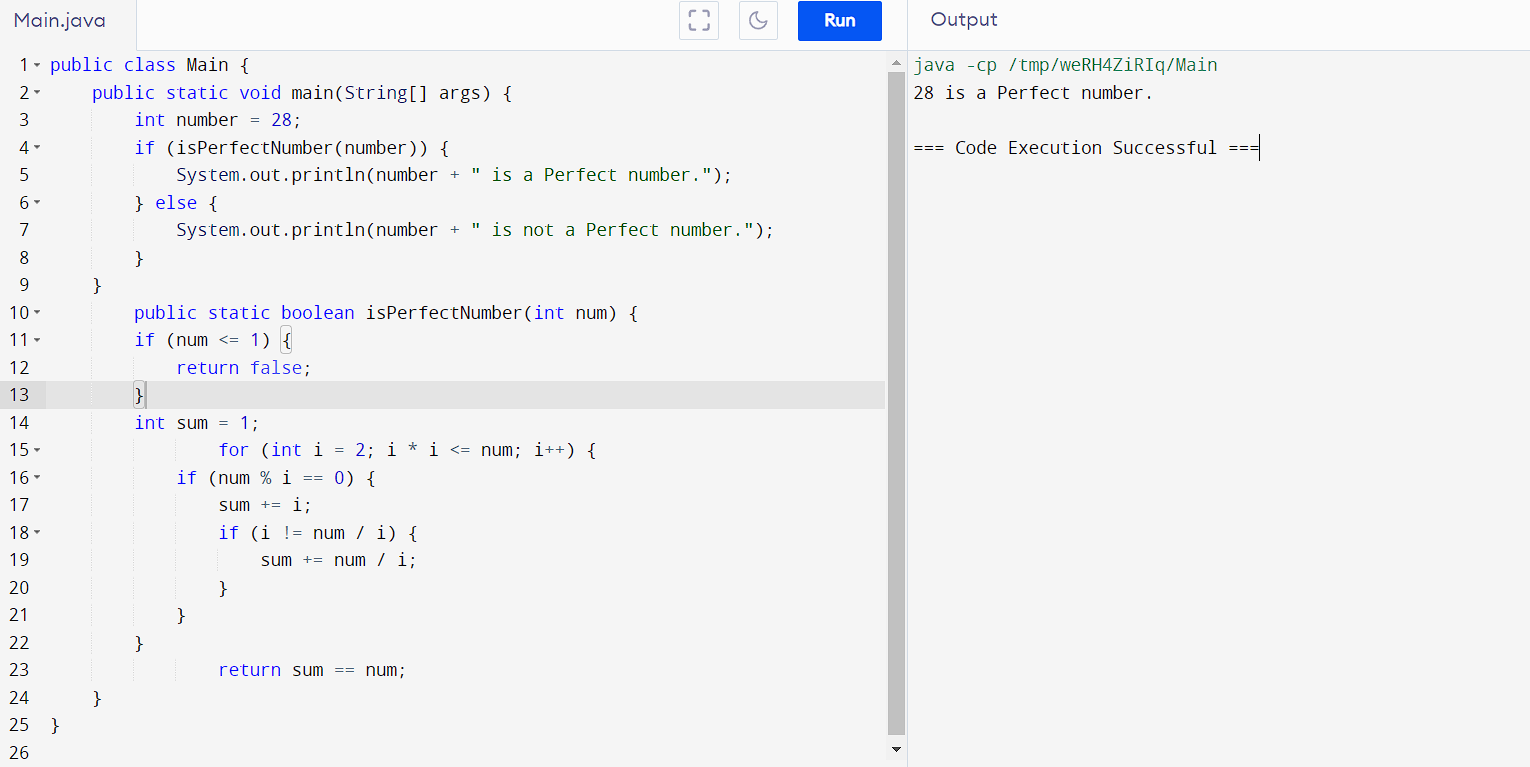 Main.java
Run
Output
1 public class Main {
2     public static void main(String[] args) {
3         int number = 28;
4         if (isPerfectNumber(number)) {
5             System.out.println(number + " is a Perfect number.");
6         } else {
7             System.out.println(number + " is not a Perfect number.");
8         }
9     }
10         public static boolean isPerfectNumber(int num) {
11         if (num <= 1) {
12             return false;
13         }
14         int sum = 1;
15                 for (int i = 2; i * i <= num; i++) {
16             if (num % i == 0) {
17                 sum += i;
18                 if (i != num / i) {
19                     sum += num / i;
20                 }
21             }
22         }
23                 return sum == num;
24     }
25 }
26
java -cp /tmp/weRH4ZiRIq/Main
28 is a Perfect number.
=== Code Execution Successful ===